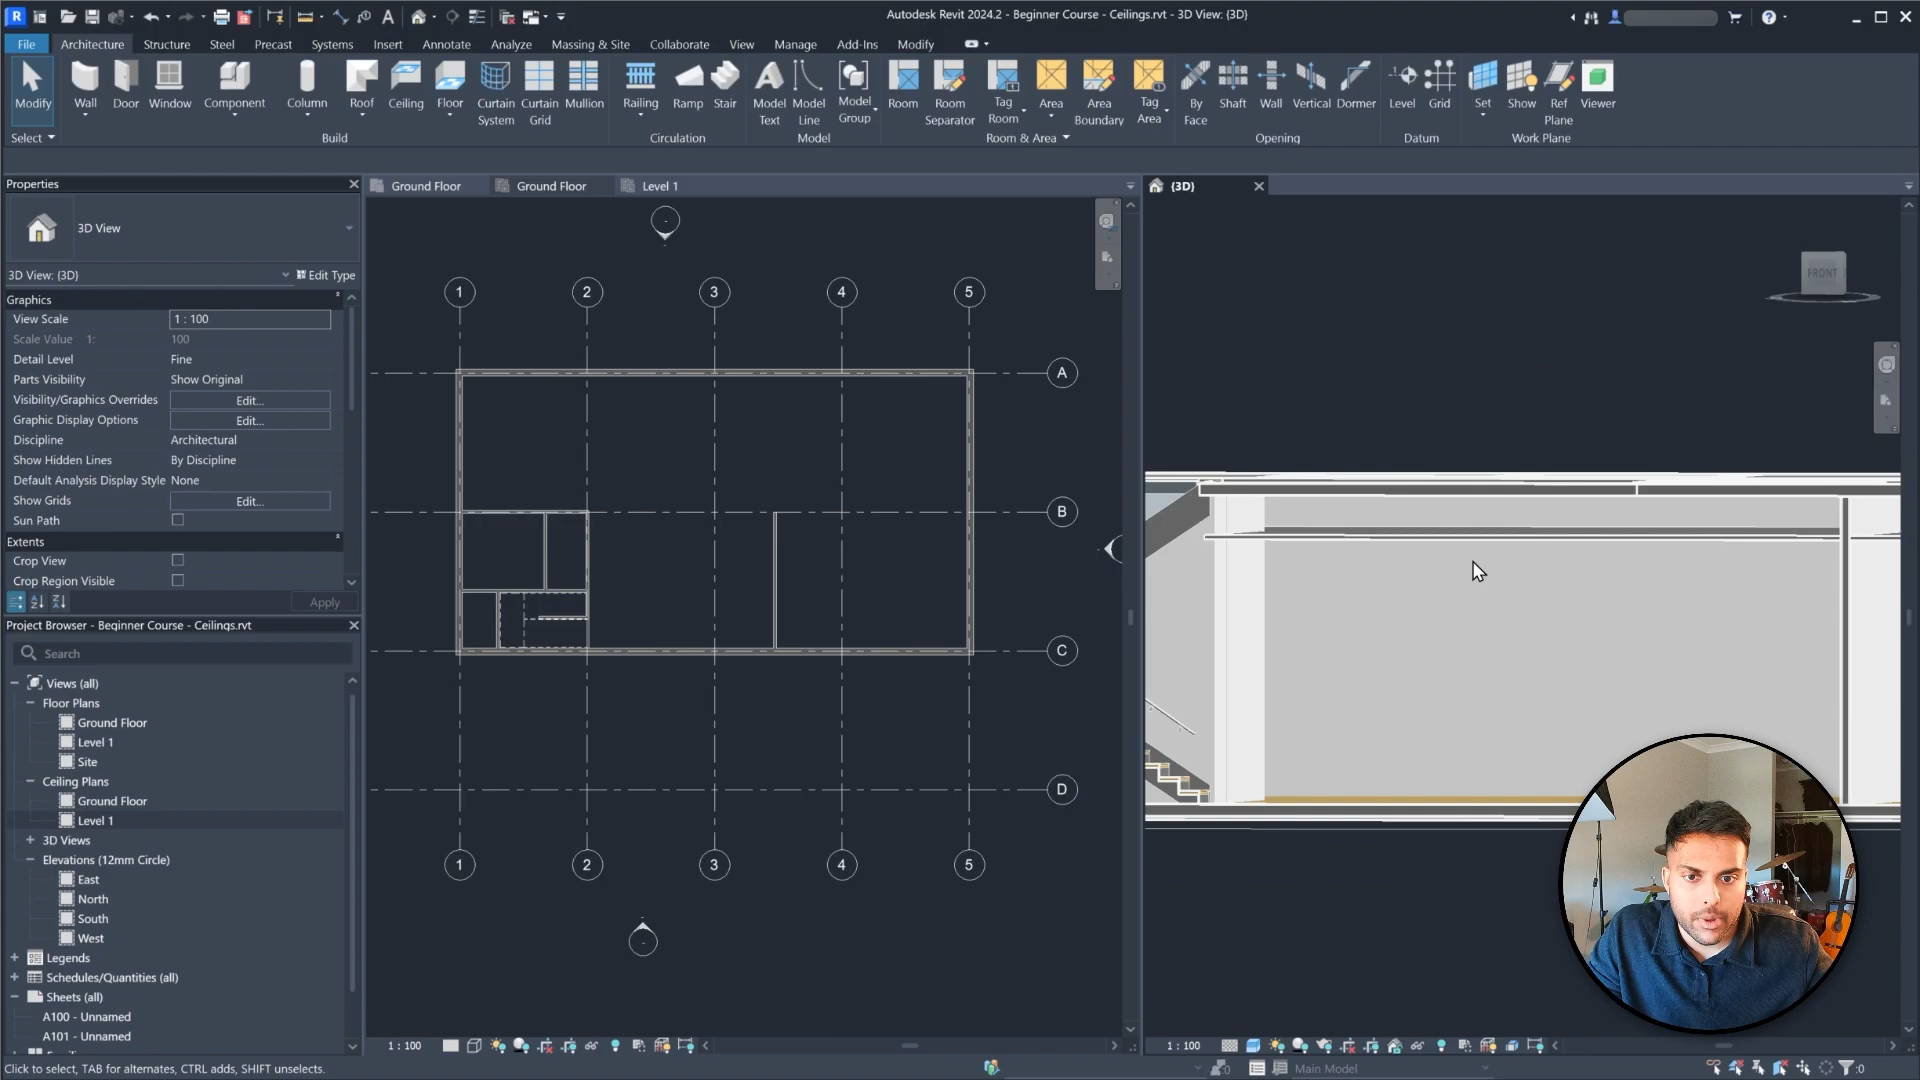 Autodesk Revit 2024.2 - Beginner Course - Ceilings.rvt - 3D View: {3D}
File Architecture Structure Steel Precast Systems Insert Annotate Analyze Massing & Site Collaborate View Manage Add-Ins Modify
Modify Wall Door Window Component Column Roof Ceiling Floor Curtain System Curtain Grid Mullion Railing Ramp Stair Model Text Model Line Model Group Room Room Separator Tag Room Area Area Boundary Tag Area By Face Shaft Wall Vertical Dormer Level Grid Set Show Ref Plane Viewer
Select Build Circulation Model Room & Area Opening Datum Work Plane
Properties
3D View
3D View: {3D} Edit Type
Graphics
View Scale 1 : 100
Scale Value 1: 100
Detail Level Fine
Parts Visibility Show Original
Visibility/Graphics Overrides Edit...
Graphic Display Options Edit...
Discipline Architectural
Show Hidden Lines By Discipline
Default Analysis Display Style None
Show Grids Edit...
Sun Path
Extents
Crop View
Crop Region Visible
Apply
Project Browser - Beginner Course - Ceilings.rvt
Search
Views (all)
Floor Plans
Ground Floor
Level 1
Site
Ceiling Plans
Ground Floor
Level 1
3D Views
Elevations (12mm Circle)
East
North
South
West
Legends
Schedules/Quantities (all)
Sheets (all)
A100 - Unnamed
A101 - Unnamed
Ground Floor Ground Floor Level 1
1 2 3 4 5
A
B
C
D
1 2 3 4 5
1 : 100
{3D}
FRONT
1 : 100
Click to select, TAB for alternates, CTRL adds, SHIFT unselects.
Main Model
:0